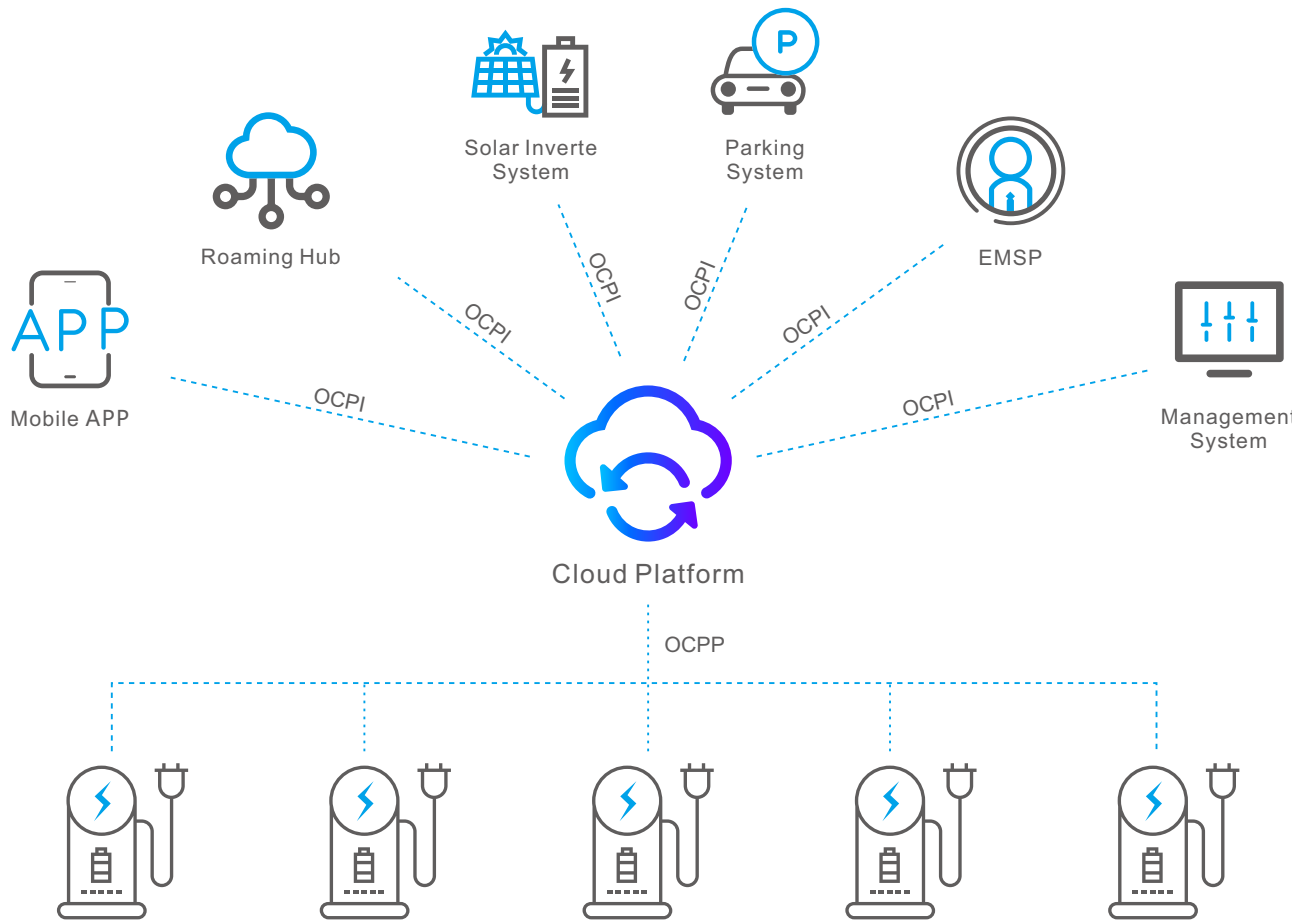 P
Solar Inverte
System
Parking
System
Roaming Hub
EMSP
APP
Mobile APP
Management
System
OCPI
OCPI
OCPI
OCPI
OCPI
OCPI
Cloud Platform
OCPP